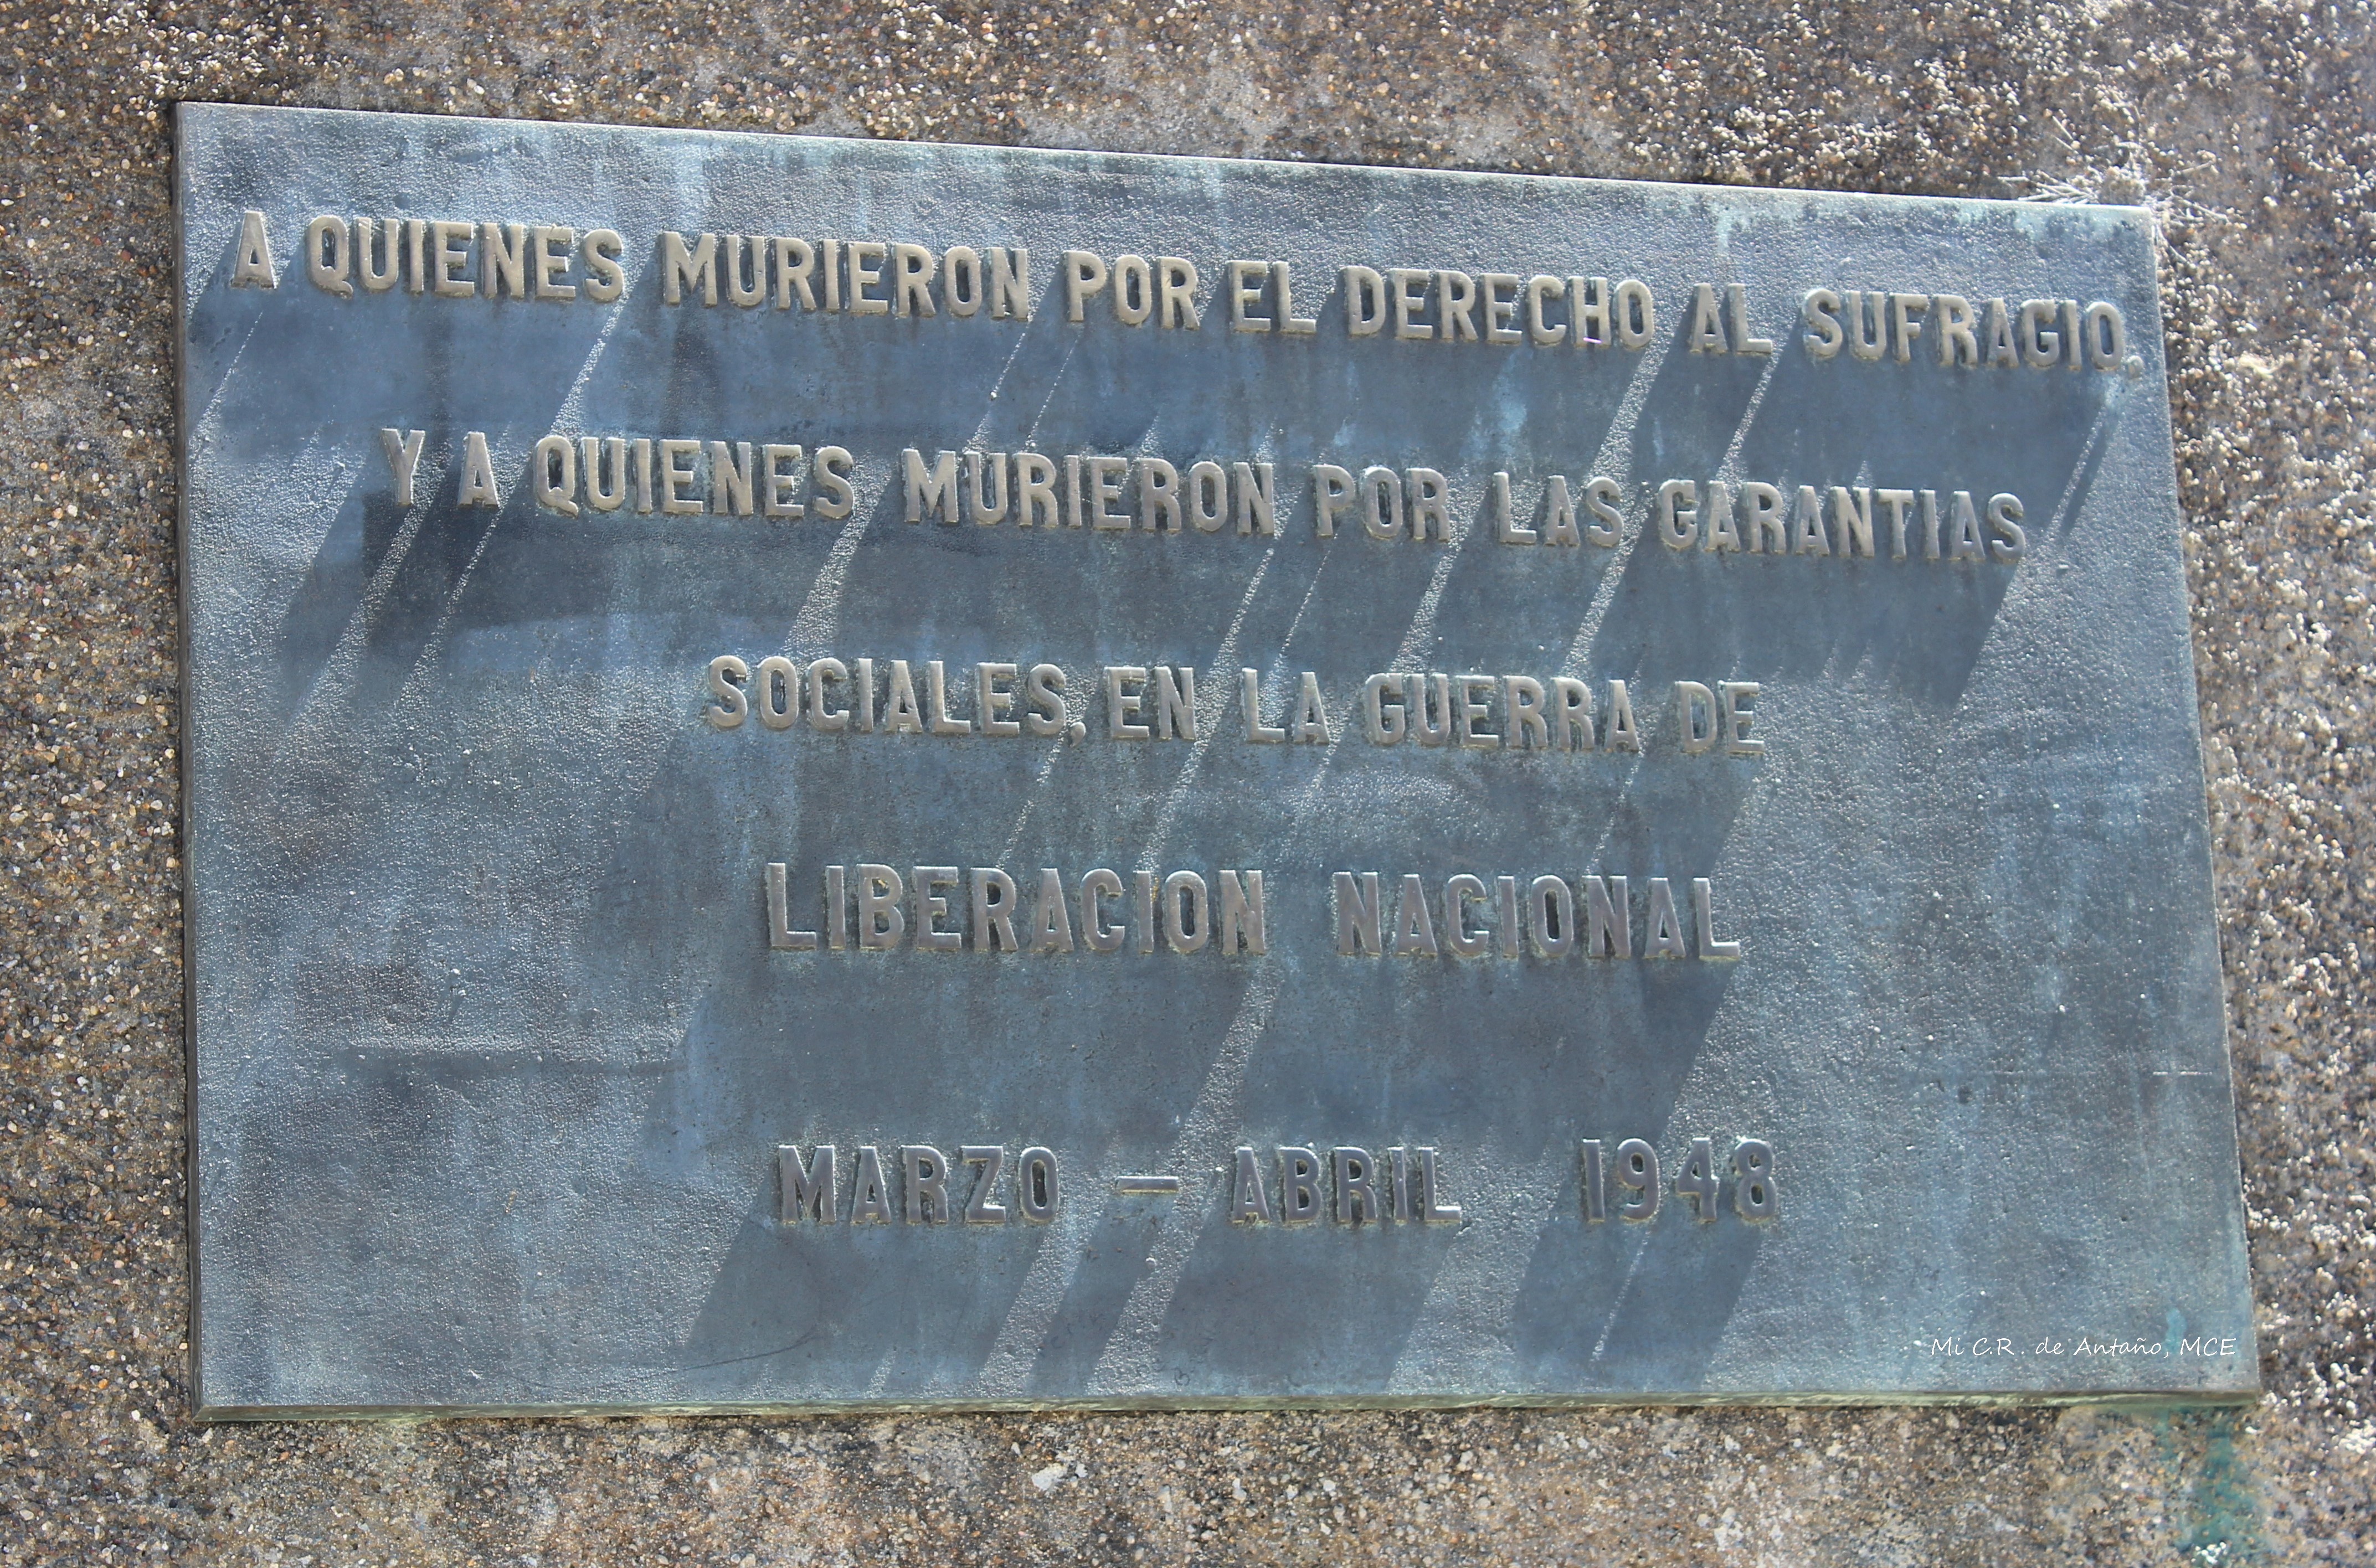 A QUIENES MURIERON POR EL DERECHO AL SUFRAGIO,
Y A QUIENES MURIERON POR LAS GARANTIAS
SOCIALES, EN LA GUERRA DE
LIBERACION NACIONAL
MARZO — ABRIL 1948
Mi C.R. de Antaño, MCE